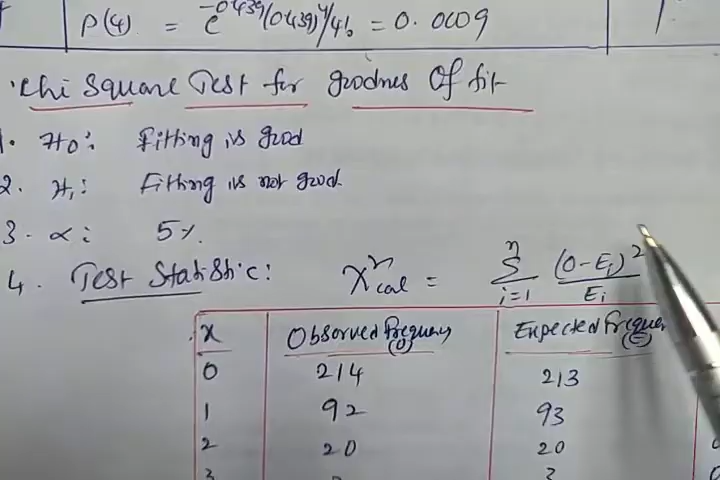 P(4) = e^-0.439 (0.439)^4/4! = 0.0009
Chi Square Test for goodness Of fit
1. H0: Fitting is good
2. H1: Fitting is not good.
3. α: 5%.
4. Test Statistic: χ²cal = Σ i=1 n (O-Ei)²/Ei
x Observed frequency (O) Expected Freque (E)
0 214 213
1 92 93
2 20 20
3 3